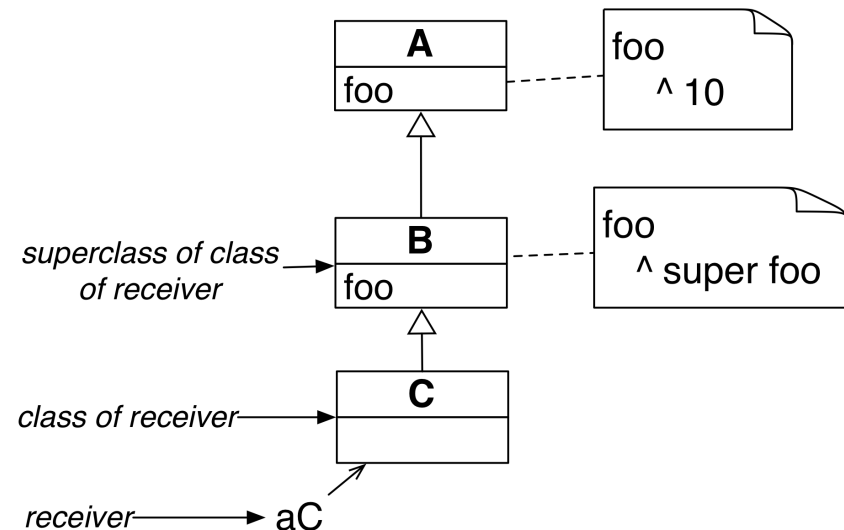 A
foo
foo
^ 10
B
foo
foo
^ super foo
superclass of class
of receiver
C
class of receiver
receiver
aC